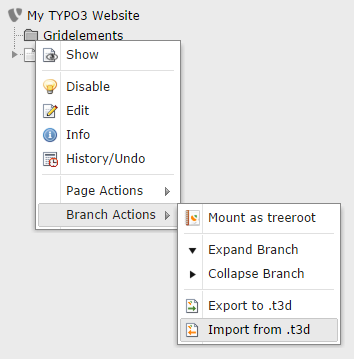 My TYPO3 Website
Gridelements
Show
Disable
Edit
Info
History/Undo
Page Actions
Branch Actions
Mount as treeroot
Expand Branch
Collapse Branch
Export to .t3d
Import from .t3d